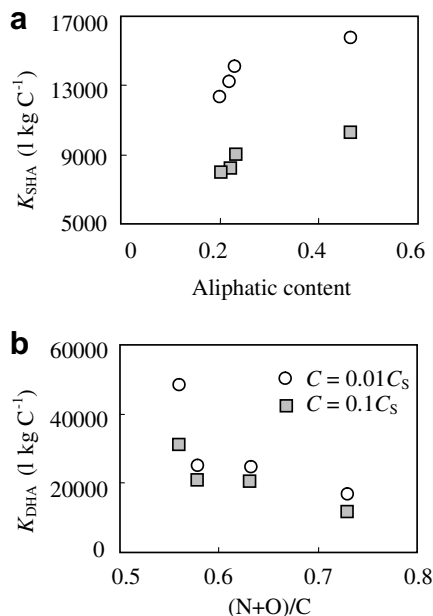 a
17000
13000
9000
5000
K_SHA (l kg C⁻¹)
0
0.2
0.4
0.6
Aliphatic content
b
60000
40000
20000
0
K_DHA (l kg C⁻¹)
C = 0.01C_S
C = 0.1C_S
0.5
0.6
0.7
0.8
(N+O)/C